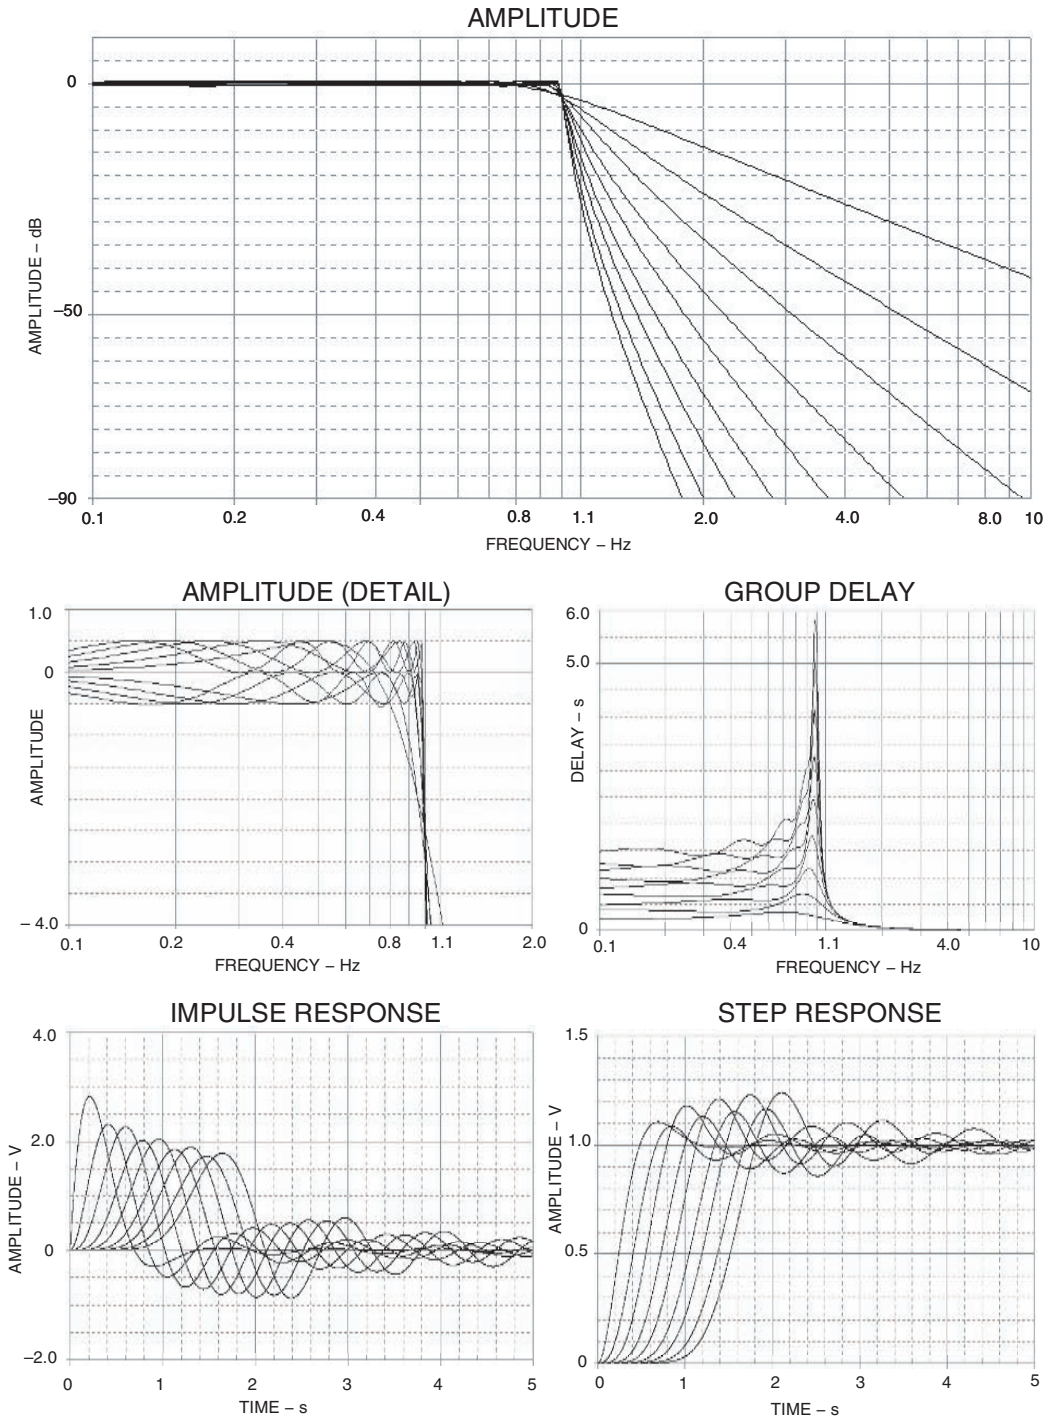 AMPLITUDE
0
−50
−90
AMPLITUDE – dB
0.1 0.2 0.4 0.8 1.1 2.0 4.0 8.0 10
FREQUENCY – Hz
AMPLITUDE (DETAIL)
1.0
0
−4.0
AMPLITUDE
0.1 0.2 0.4 0.8 1.1 2.0
FREQUENCY – Hz
GROUP DELAY
6.0
5.0
0
DELAY – s
0.1 0.4 1.1 4.0 10
FREQUENCY – Hz
IMPULSE RESPONSE
4.0
2.0
0
−2.0
AMPLITUDE – V
0 1 2 3 4 5
TIME – s
STEP RESPONSE
1.5
1.0
0.5
0
AMPLITUDE – V
0 1 2 3 4 5
TIME – s